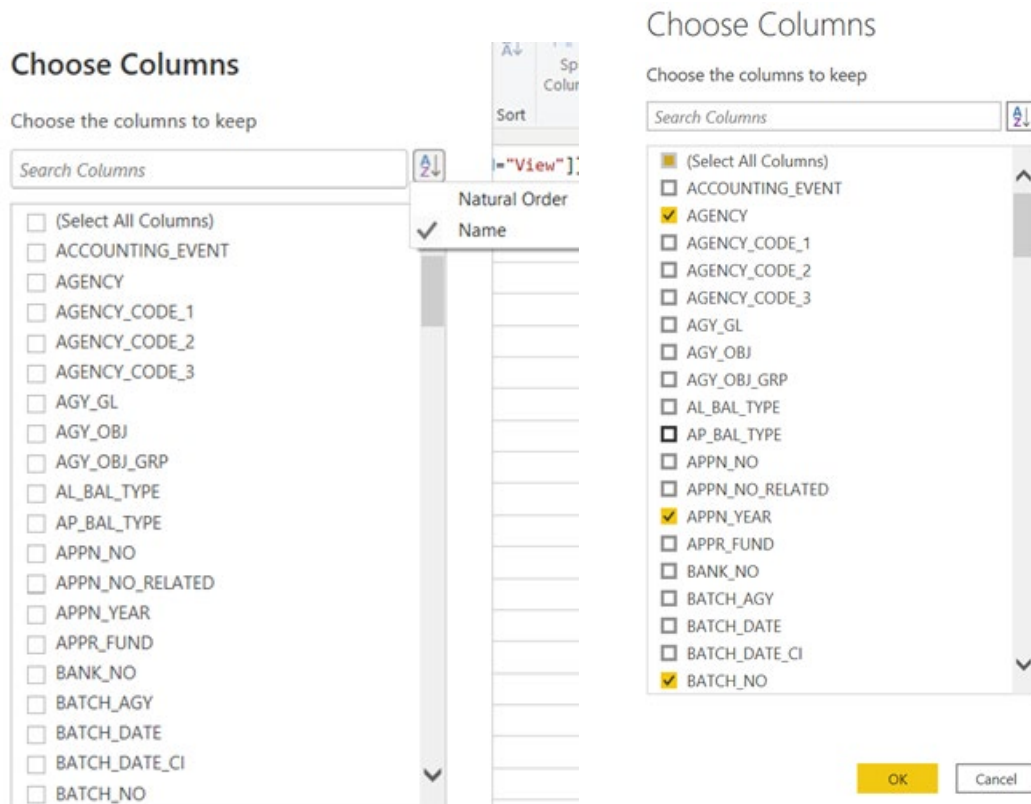 Choose Columns
Choose the columns to keep
Search Columns
Natural Order
Name
(Select All Columns)
ACCOUNTING_EVENT
AGENCY
AGENCY_CODE_1
AGENCY_CODE_2
AGENCY_CODE_3
AGY_GL
AGY_OBJ
AGY_OBJ_GRP
AL_BAL_TYPE
AP_BAL_TYPE
APPN_NO
APPN_NO_RELATED
APPN_YEAR
APPR_FUND
BANK_NO
BATCH_AGY
BATCH_DATE
BATCH_DATE_CI
BATCH_NO
Sort
="View"]
Choose Columns
Choose the columns to keep
Search Columns
(Select All Columns)
ACCOUNTING_EVENT
AGENCY
AGENCY_CODE_1
AGENCY_CODE_2
AGENCY_CODE_3
AGY_GL
AGY_OBJ
AGY_OBJ_GRP
AL_BAL_TYPE
AP_BAL_TYPE
APPN_NO
APPN_NO_RELATED
APPN_YEAR
APPR_FUND
BANK_NO
BATCH_AGY
BATCH_DATE
BATCH_DATE_CI
BATCH_NO
OK
Cancel